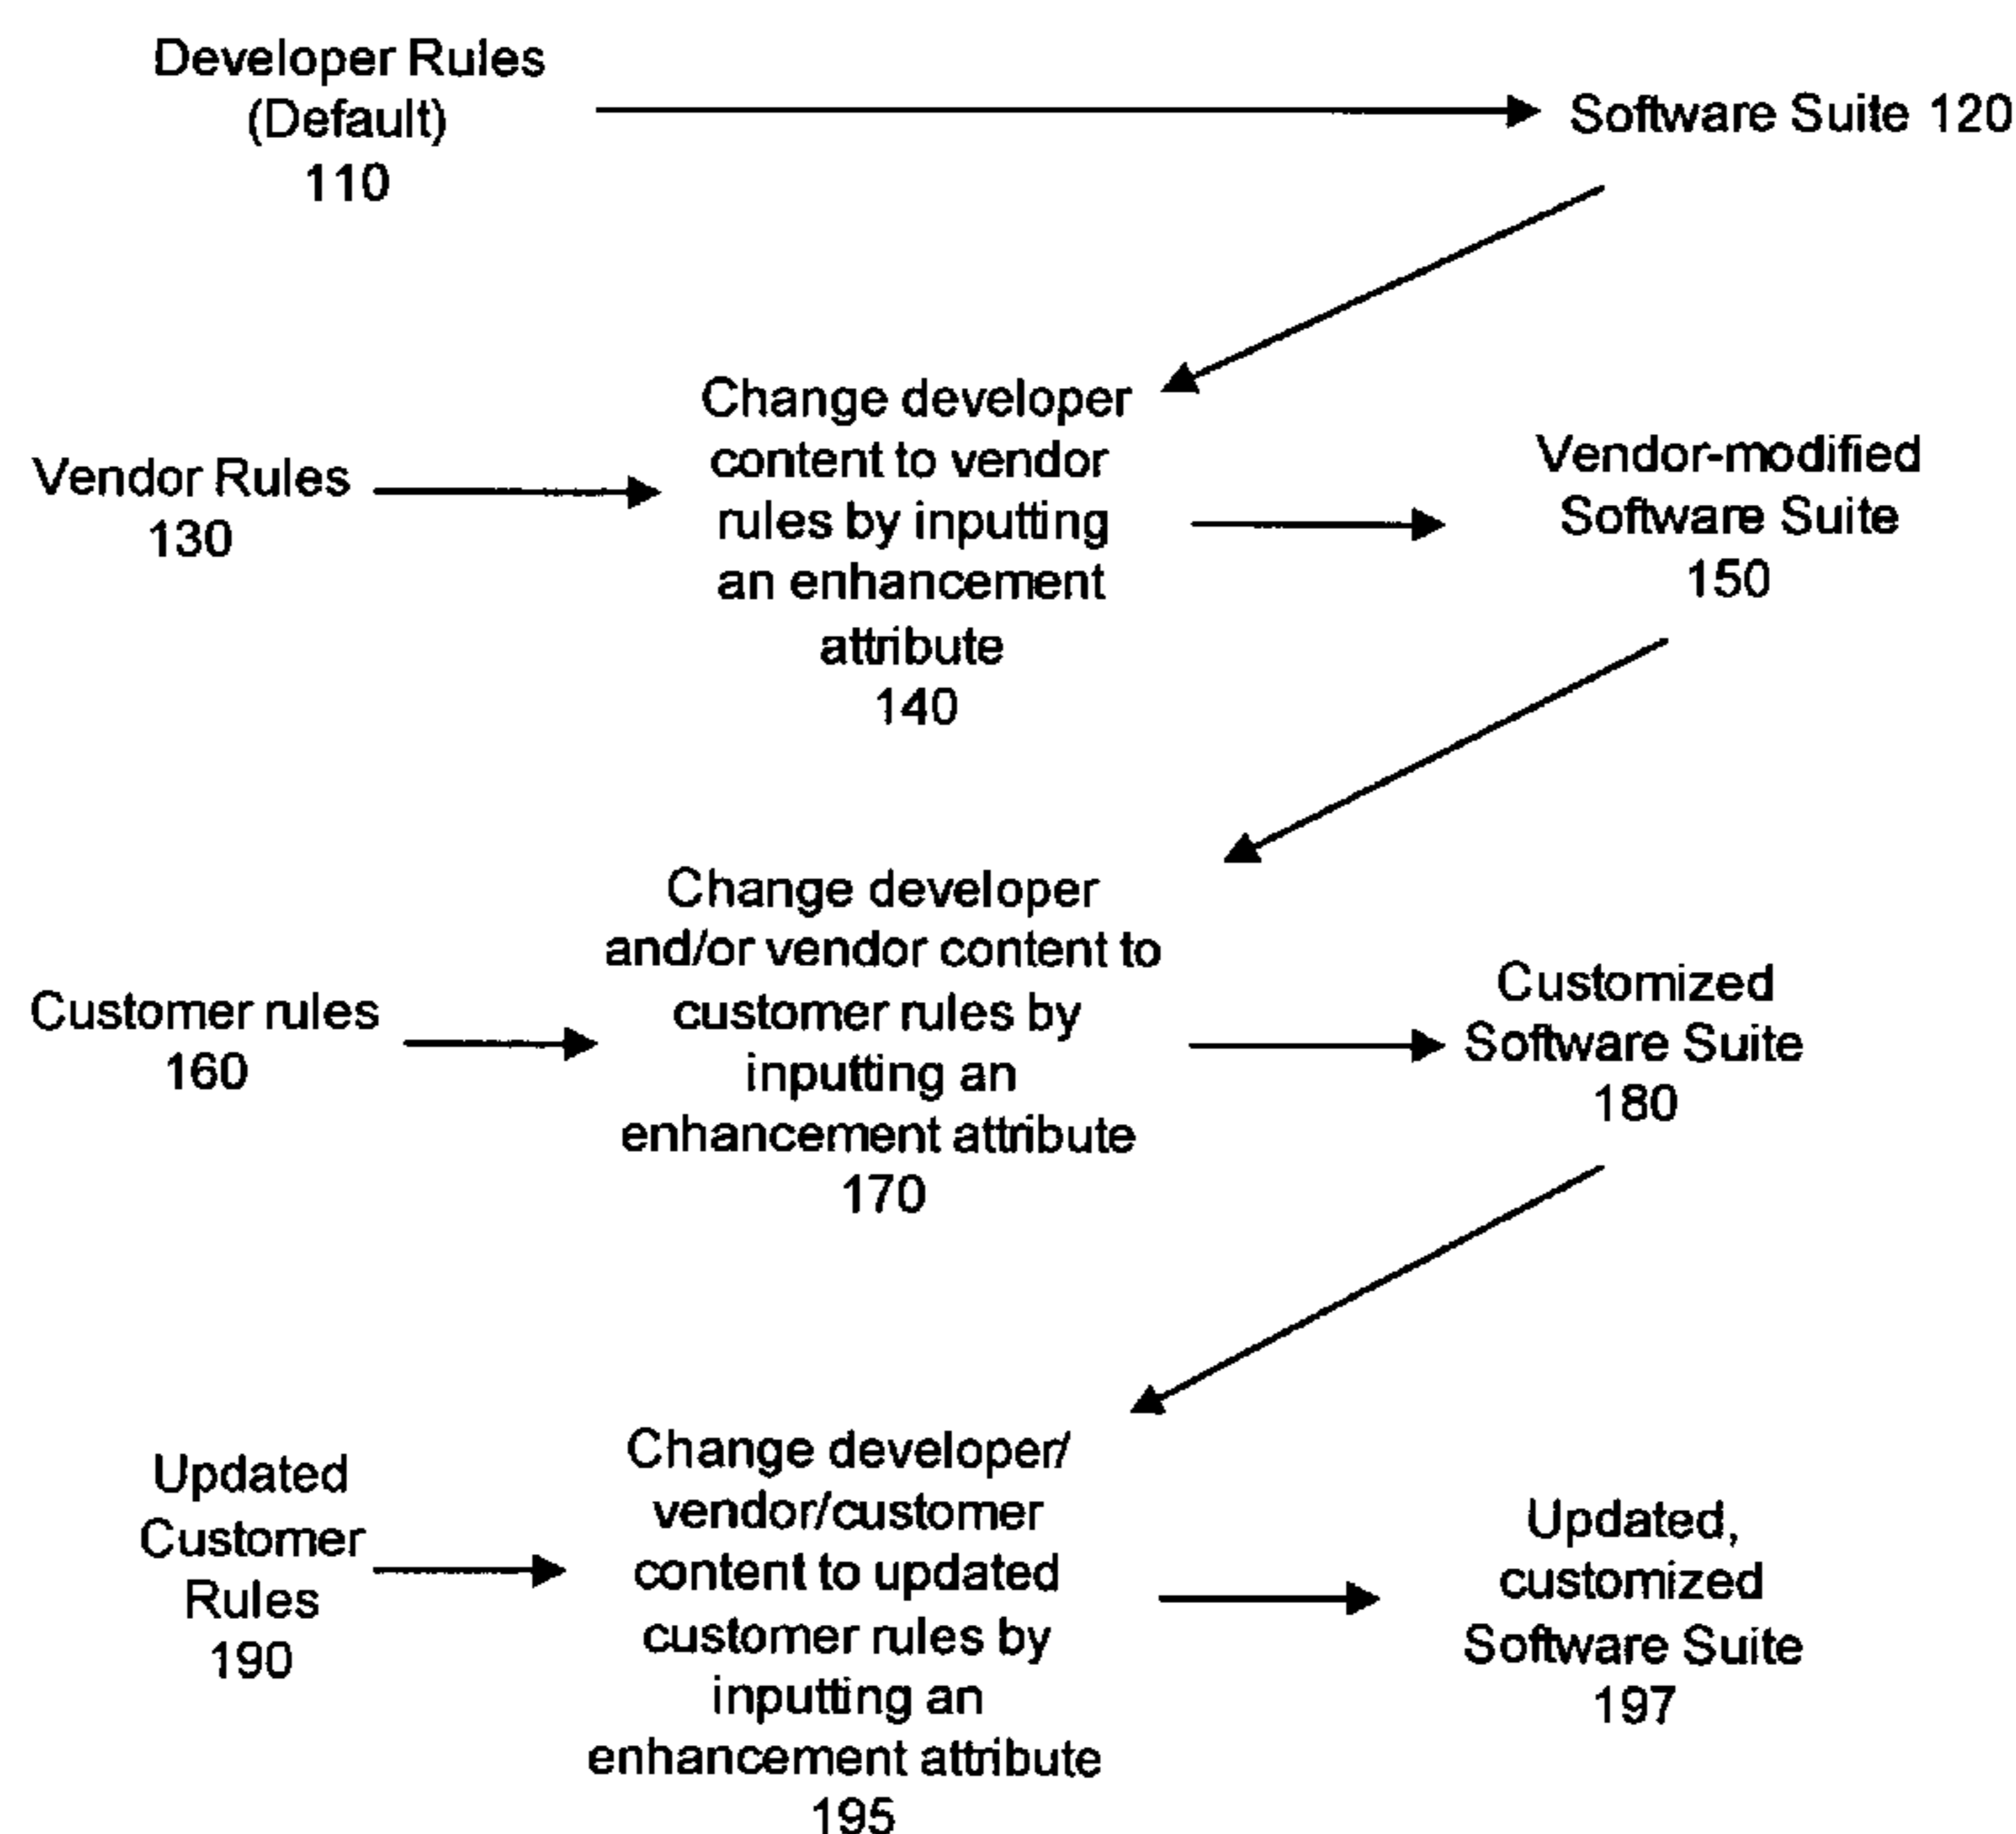 Developer Rules
(Default)
110
Software Suite 120
Vendor Rules
130
Change developer
content to vendor
rules by inputting
an enhancement
attribute
140
Vendor-modified
Software Suite
150
Customer rules
160
Change developer
and/or vendor content to
customer rules by
inputting an
enhancement attribute
170
Customized
Software Suite
180
Updated
Customer
Rules
190
Change developer/
vendor/customer
content to updated
customer rules by
inputting an
enhancement attribute
195
Updated,
customized
Software Suite
197